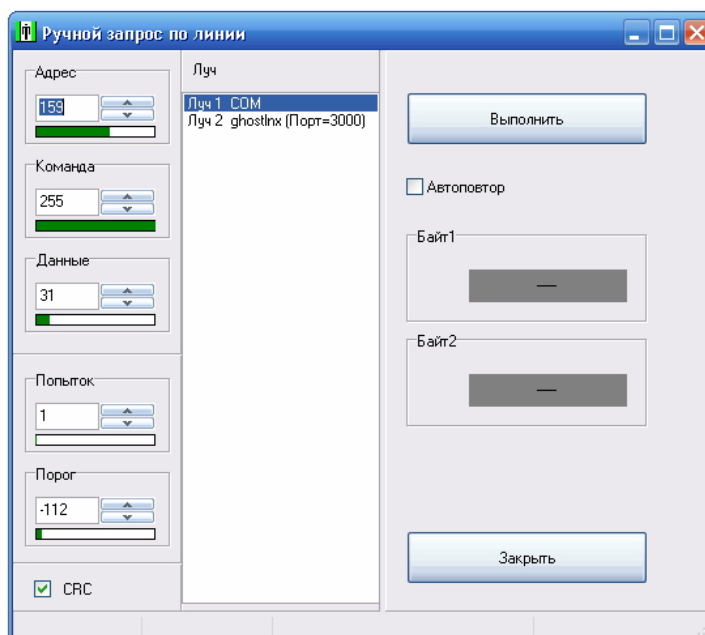 Ручной запрос по линии
Адрес
159
Команда
255
Данные
31
Попыток
1
Порог
-112
CRC
Луч
Луч 1 COM
Луч 2 ghostlnx (Порт=3000)
Выполнить
Автоповтор
Байт1
—
Байт2
—
Закрыть